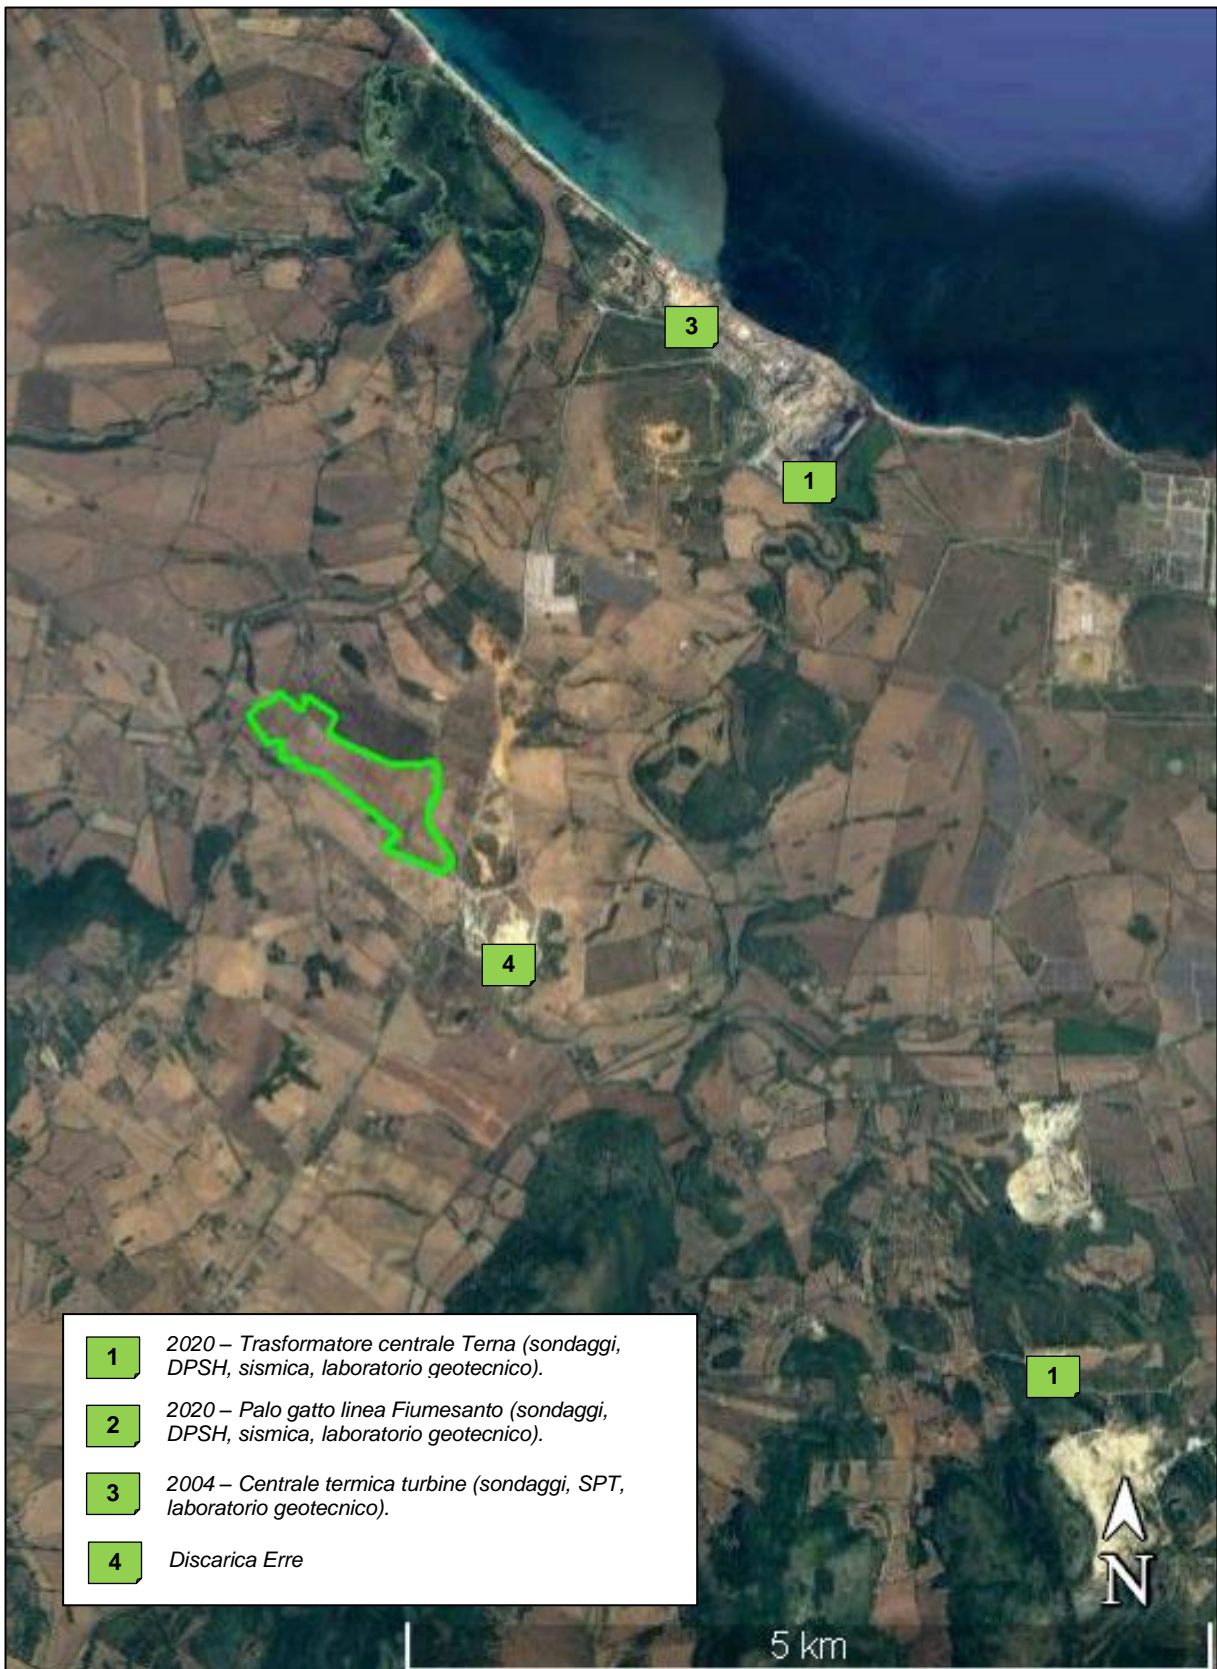 3
1
4
1
1
2020 – Trasformatore centrale Terna (sondaggi,
DPSH, sismica, laboratorio geotecnico).
2
2020 – Palo gatto linea Fiumesanto (sondaggi,
DPSH, sismica, laboratorio geotecnico).
3
2004 – Centrale termica turbine (sondaggi, SPT,
laboratorio geotecnico).
4
Discarica Erre
N
5 km